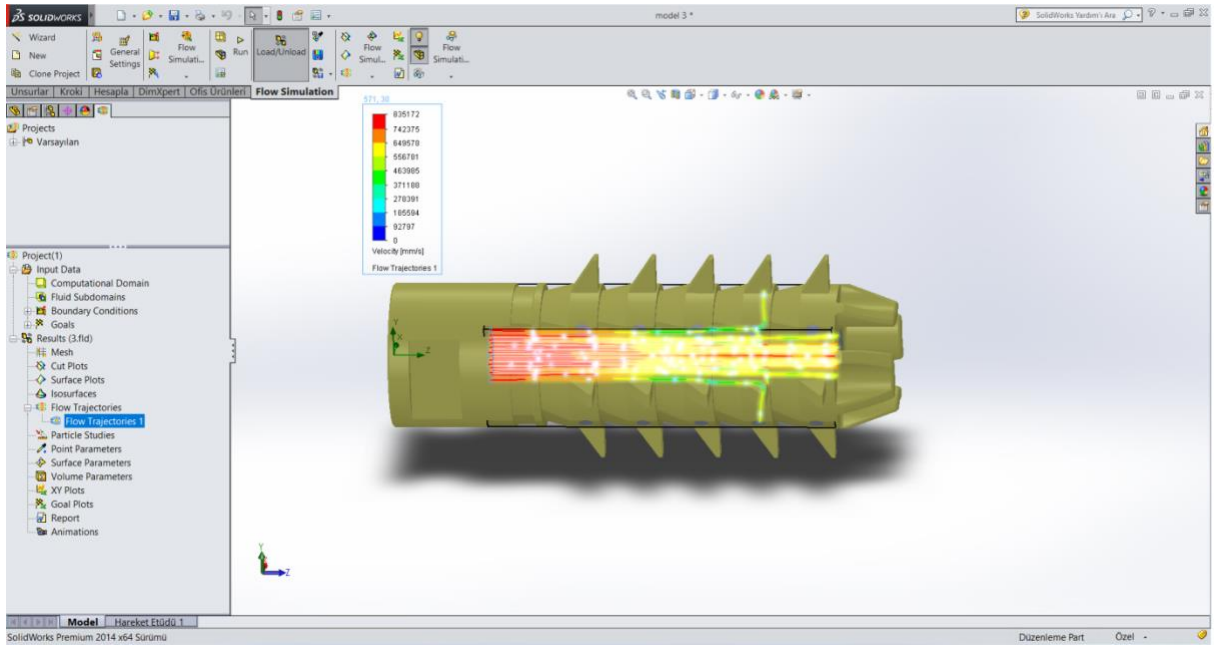 SOLIDWORKS
model 3 *
SolidWorks Yardım'ı Ara
Wizard
New
Clone Project
General Settings
Flow Simulati...
Run
Load/Unload
Flow Simul...
Flow Simulati...
Unsurlar
Kroki
Hesapla
DimXpert
Ofis Ürünleri
Flow Simulation
Projects
Varsayılan
571, 30
835172
742375
649578
556781
463985
371188
278391
185594
92797
0
Velocity [mm/s]
Flow Trajectories 1
Project(1)
Input Data
Computational Domain
Fluid Subdomains
Boundary Conditions
Goals
Results (3.fld)
Mesh
Cut Plots
Surface Plots
Isosurfaces
Flow Trajectories
Flow Trajectories 1
Particle Studies
Point Parameters
Surface Parameters
Volume Parameters
XY Plots
Goal Plots
Report
Animations
Y
X
Z
Y
Z
Model
Hareket Etüdü 1
SolidWorks Premium 2014 x64 Sürümü
Düzenleme Part
Özel